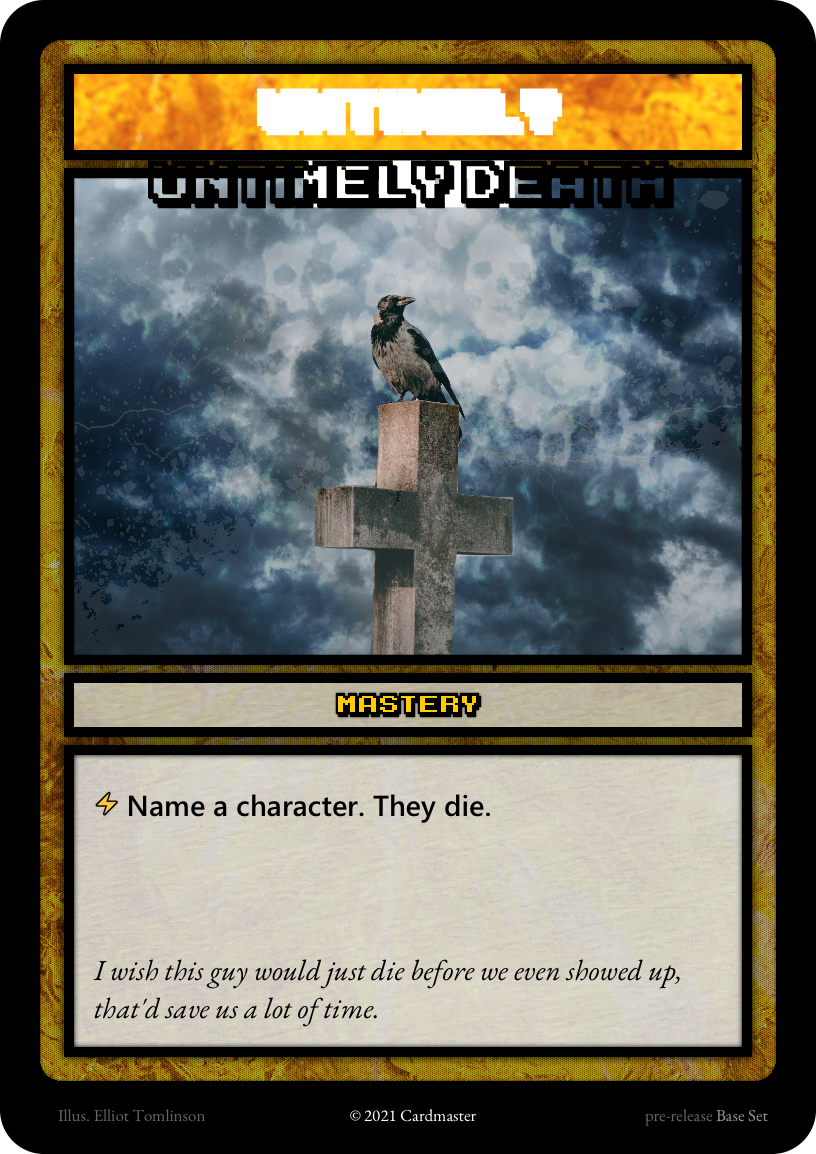 UNTIMELY
UNTIMELY DEATH
MASTERY
Name a character. They die.
I wish this guy would just die before we even showed up,
that'd save us a lot of time.
Illus. Elliot Tomlinson
© 2021 Cardmaster
pre-release Base Set